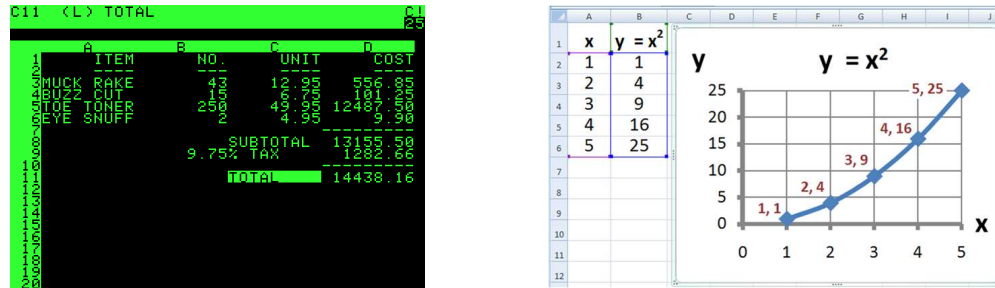 C11 (L) TOTAL C!
25
A B C D
1 ITEM NO. UNIT COST
2 ---- --- ---- ----
3 MUCK RAKE 43 12.95 556.85
4 BUZZ CUT 15 6.75 101.25
5 TOE TONER 250 49.95 12487.50
6 EYE SNUFF 2 4.95 9.90
7 ---------
8 SUBTOTAL 13155.50
9 9.75% TAX 1282.66
10 ---------
11 TOTAL 14438.16
12
13
14
15
16
17
18
19
20
A B C D E F G H I J
1 x y = x²
2 1 1
3 2 4
4 3 9
5 4 16
6 5 25
7
8
9
10
11
12
y y = x²
25
20
15
10
5
0
5, 25
4, 16
3, 9
2, 4
1, 1
x
0 1 2 3 4 5